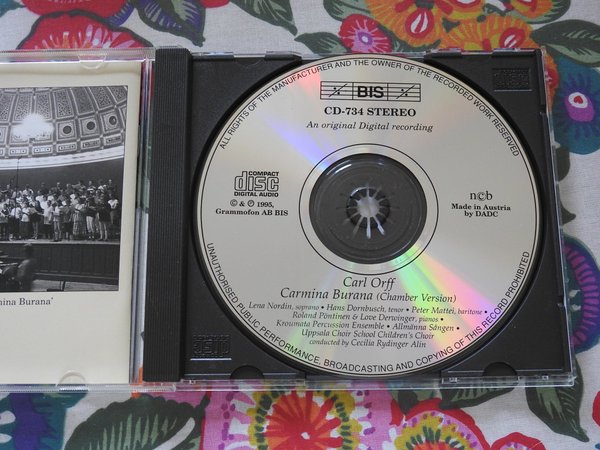 mina Burana'
ALL RIGHTS OF THE MANUFACTURER AND THE OWNER OF THE RECORDED WORK RESERVED
BIS
CD-734 STEREO
An original Digital recording
COMPACT
disc
DIGITAL AUDIO
© & ℗ 1995,
Grammofon AB BIS
ncb
Made in Austria
by DADC
Carl Orff
Carmina Burana (Chamber Version)
Lena Nordin, soprano • Hans Dornbusch, tenor • Peter Mattei, baritone •
Roland Pöntinen & Love Derwinger, pianos •
Kroumata Percussion Ensemble • Allmänna Sången •
Uppsala Choir School Children's Choir
conducted by Cecilia Rydinger Alin
UNAUTHORISED PUBLIC PERFORMANCE, BROADCASTING AND COPYING OF THIS RECORD PROHIBITED